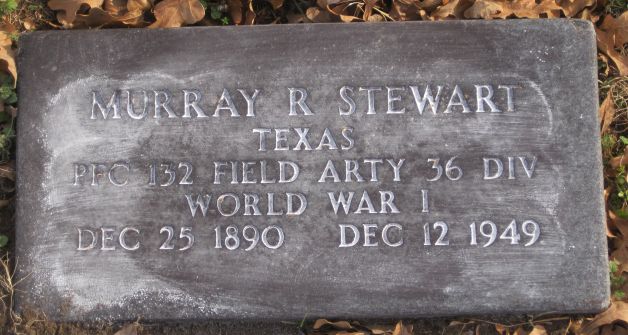 MURRAY R STEWART
TEXAS
PFC 132 FIELD ARTY 36 DIV
WORLD WAR I
DEC 25 1890 DEC 12 1949